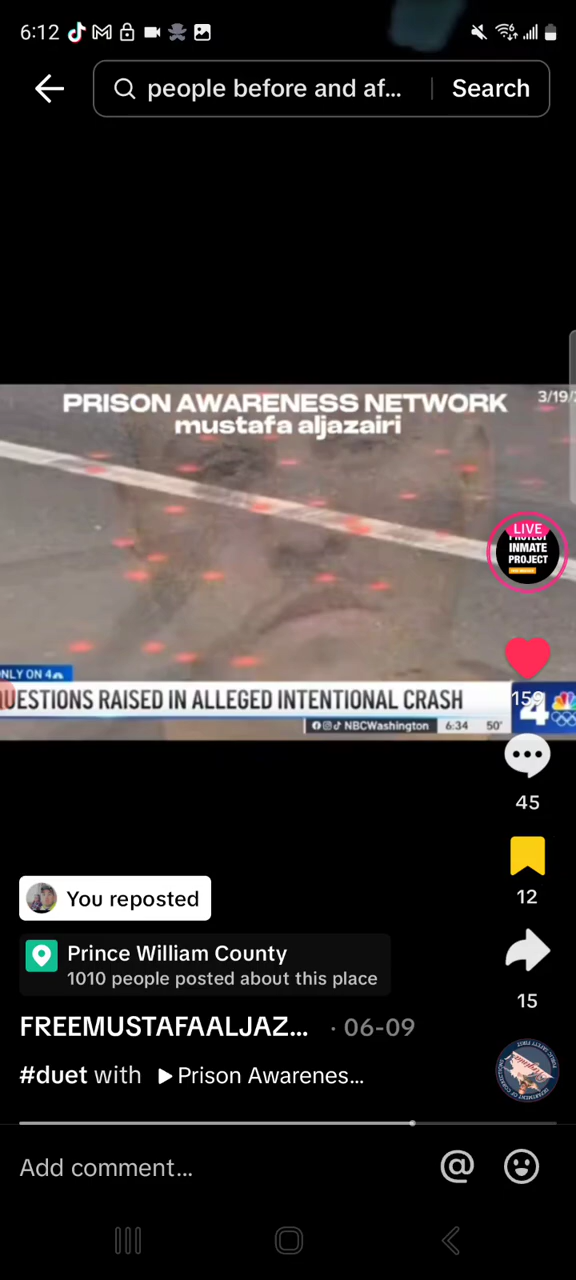 6:12
people before and af... Search
PRISON AWARENESS NETWORK
mustafa aljazairi
3/19/
LIVE
INMATE
PROJECT
ONLY ON 4
QUESTIONS RAISED IN ALLEGED INTENTIONAL CRASH
159
4
NBCWashington 6:34 50°
45
12
You reposted
Prince William County
1010 people posted about this place
15
FREEMUSTAFAALJAZ... · 06-09
#duet with Prison Awarenes...
Add comment...